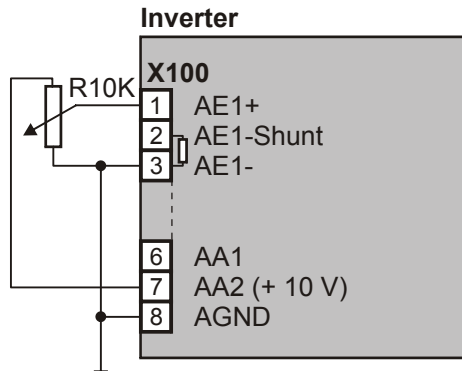 Inverter
X100
R10K
1 AE1+
2 AE1-Shunt
3 AE1-
6 AA1
7 AA2 (+ 10 V)
8 AGND